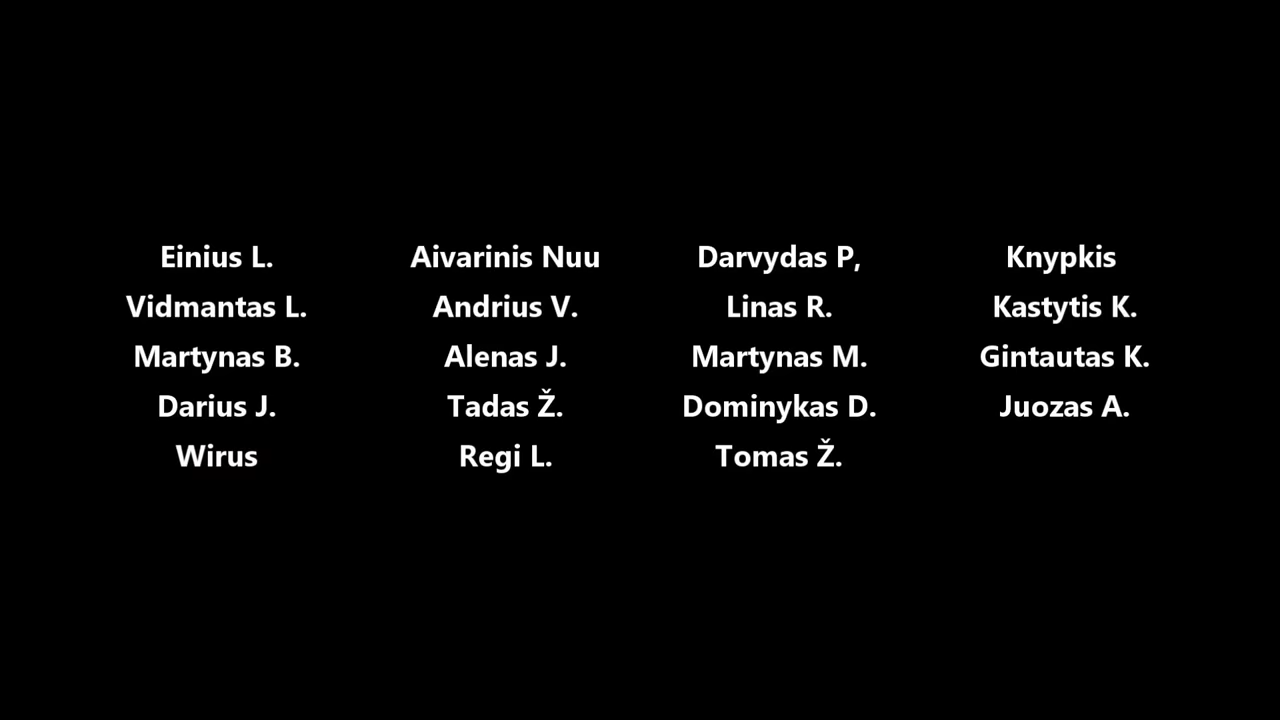 Einius L.
Vidmantas L.
Martynas B.
Darius J.
Wirus
Aivarinis Nuu
Andrius V.
Alenas J.
Tadas Ž.
Regi L.
Darvydas P,
Linas R.
Martynas M.
Dominykas D.
Tomas Ž.
Knypkis
Kastytis K.
Gintautas K.
Juozas A.